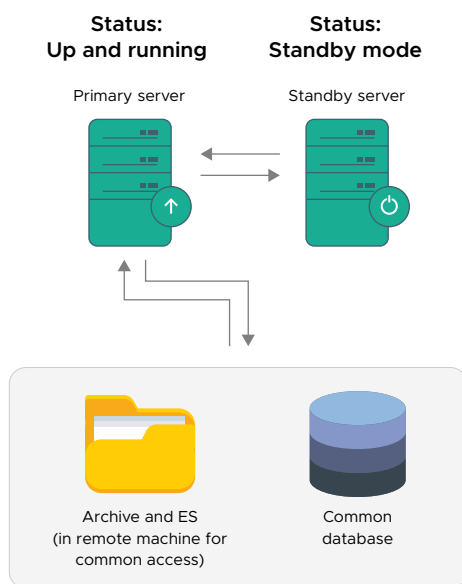 Status:
Up and running
Status:
Standby mode
Primary server
Standby server
Archive and ES
(in remote machine for
common access)
Common
database